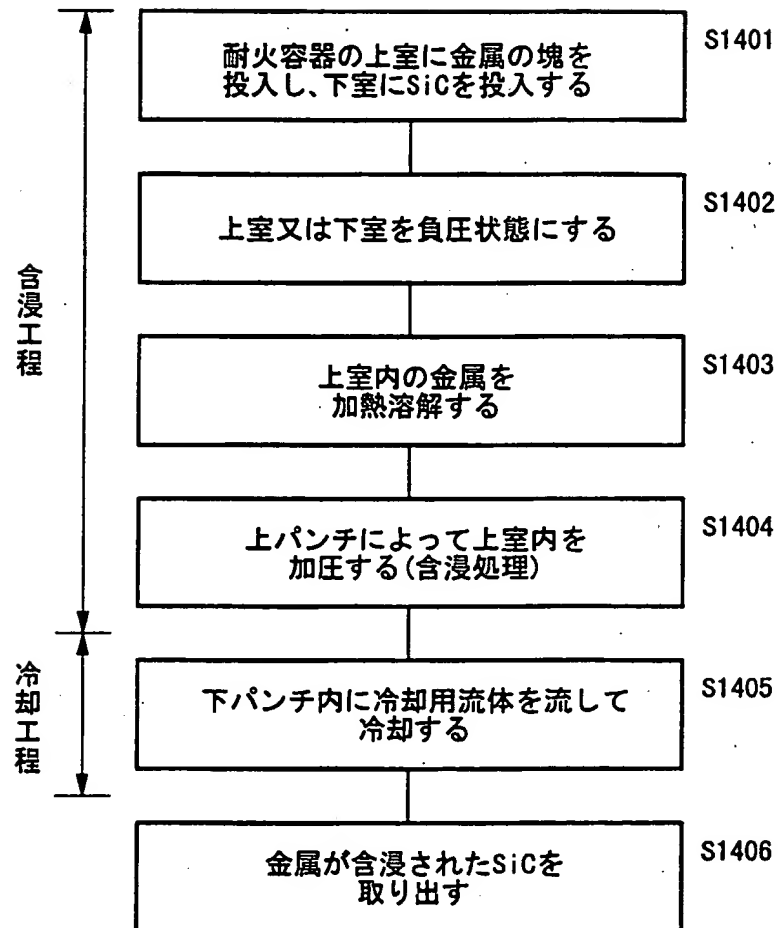 耐火容器の上室に金属の塊を
投入し、下室にSiCを投入する
S1401
上室又は下室を負圧状態にする
S1402
上室内の金属を
加熱溶解する
S1403
上パンチによって上室内を
加圧する(含浸処理)
S1404
含浸工程
下パンチ内に冷却用流体を流して
冷却する
S1405
冷却工程
金属が含浸されたSiCを
取り出す
S1406